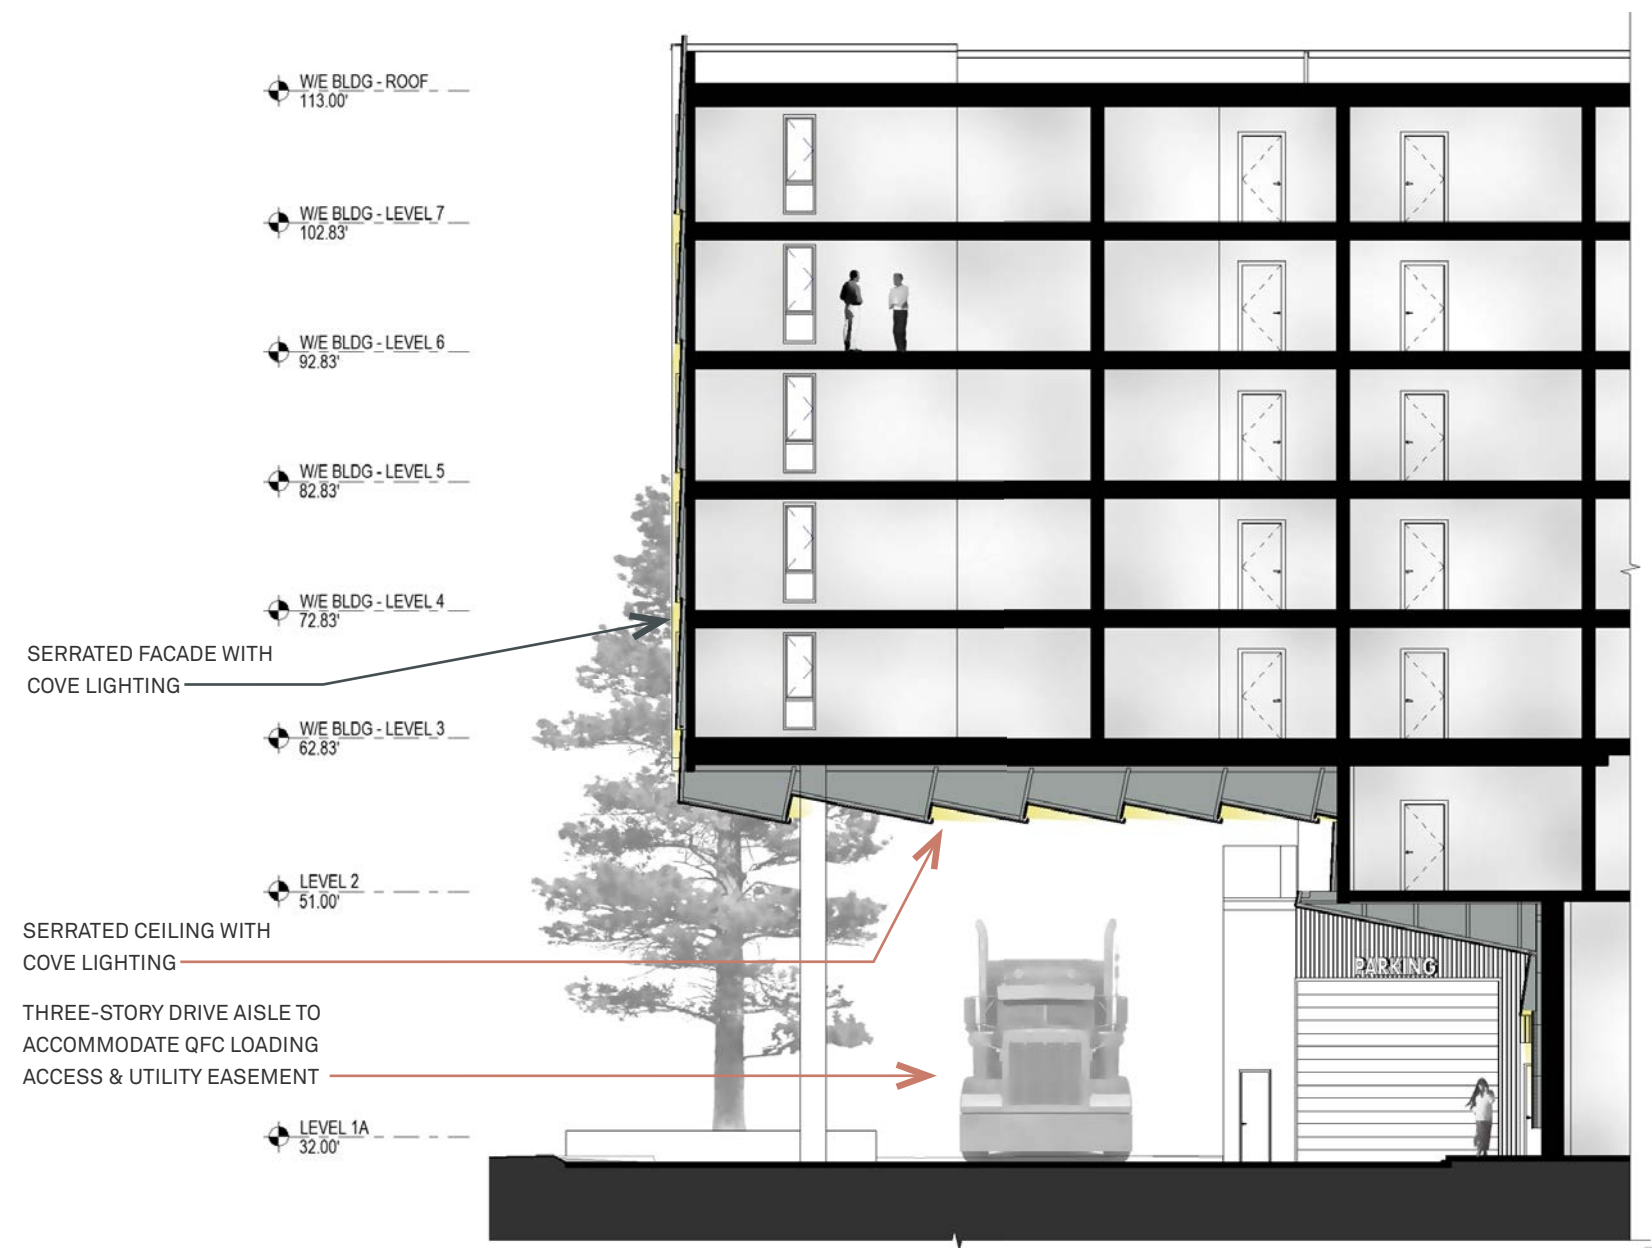 W/E BLDG - ROOF
113.00'
W/E BLDG - LEVEL 7
102.83'
W/E BLDG - LEVEL 6
92.83'
W/E BLDG - LEVEL 5
82.83'
W/E BLDG - LEVEL 4
72.83'
SERRATED FACADE WITH
COVE LIGHTING
W/E BLDG - LEVEL 3
62.83'
LEVEL 2
51.00'
SERRATED CEILING WITH
COVE LIGHTING
PARKING
THREE-STORY DRIVE AISLE TO
ACCOMMODATE QFC LOADING
ACCESS & UTILITY EASEMENT
LEVEL 1A
32.00'